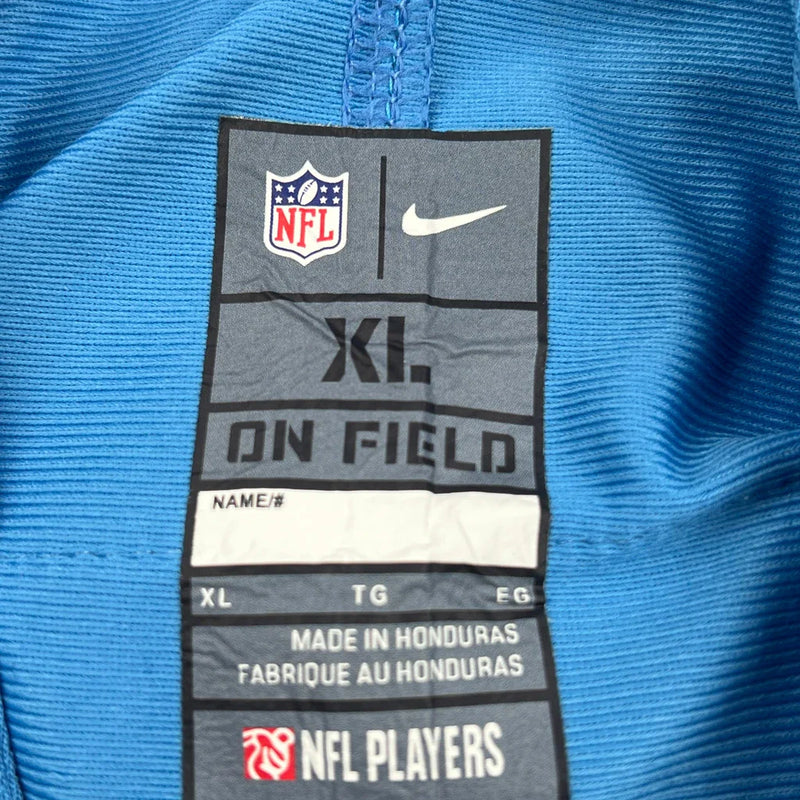 NFL
XL
ON FIELD
NAME/#
XL TG EG
MADE IN HONDURAS
FABRIQUE AU HONDURAS
NFL PLAYERS